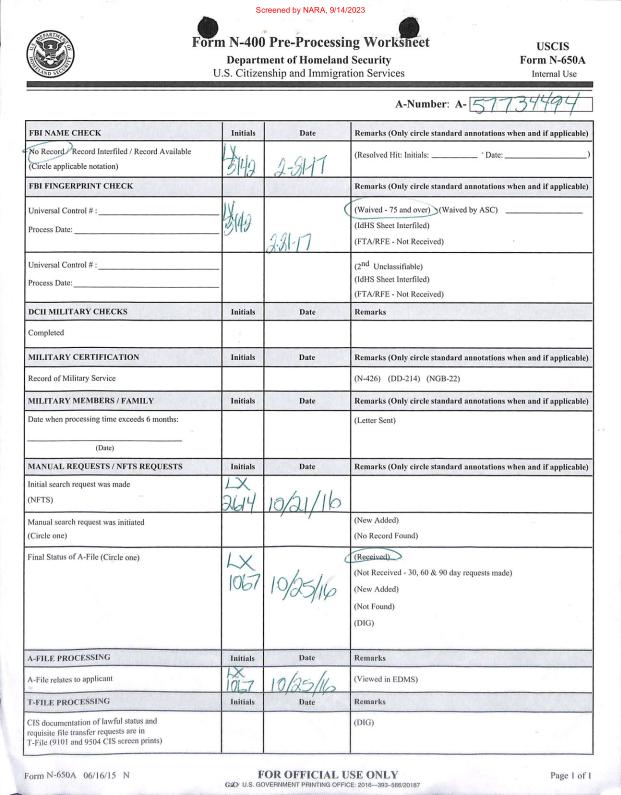 Screened by NARA, 9/14/2023
Form N-400 Pre-Processing Worksheet
Department of Homeland Security
U.S. Citizenship and Immigration Services
USCIS
Form N-650A
Internal Use
A-Number: A- 57734494
FBI NAME CHECK Initials Date Remarks (Only circle standard annotations when and if applicable)
No Record / Record Interfiled / Record Available
(Circle applicable notation)
LX
5142 2-21-17
(Resolved Hit: Initials: Date: )
FBI FINGERPRINT CHECK Remarks (Only circle standard annotations when and if applicable)
Universal Control # :
Process Date:
LX
5142
2-21-17
(Waived - 75 and over) (Waived by ASC)
(IdHS Sheet Interfiled)
(FTA/RFE - Not Received)
Universal Control # :
Process Date:
(2nd Unclassifiable)
(IdHS Sheet Interfiled)
(FTA/RFE - Not Received)
DCII MILITARY CHECKS Initials Date Remarks
Completed
MILITARY CERTIFICATION Initials Date Remarks (Only circle standard annotations when and if applicable)
Record of Military Service (N-426) (DD-214) (NGB-22)
MILITARY MEMBERS / FAMILY Initials Date Remarks (Only circle standard annotations when and if applicable)
Date when processing time exceeds 6 months: (Letter Sent)
(Date)
MANUAL REQUESTS / NFTS REQUESTS Initials Date Remarks (Only circle standard annotations when and if applicable)
Initial search request was made
(NFTS)
LX
2614 10/21/16
Manual search request was initiated
(Circle one)
(New Added)
(No Record Found)
Final Status of A-File (Circle one)
LX
1067 10/25/16
(Received)
(Not Received - 30, 60 & 90 day requests made)
(New Added)
(Not Found)
(DIG)
A-FILE PROCESSING Initials Date Remarks
A-File relates to applicant
LX
1067 10/25/16
(Viewed in EDMS)
T-FILE PROCESSING Initials Date Remarks
CIS documentation of lawful status and
requisite file transfer requests are in
T-File (9101 and 9504 CIS screen prints)
(DIG)
Form N-650A 06/16/15 N
FOR OFFICIAL USE ONLY
Page 1 of 1
GPO: U.S. GOVERNMENT PRINTING OFFICE: 2016—393-586/20187